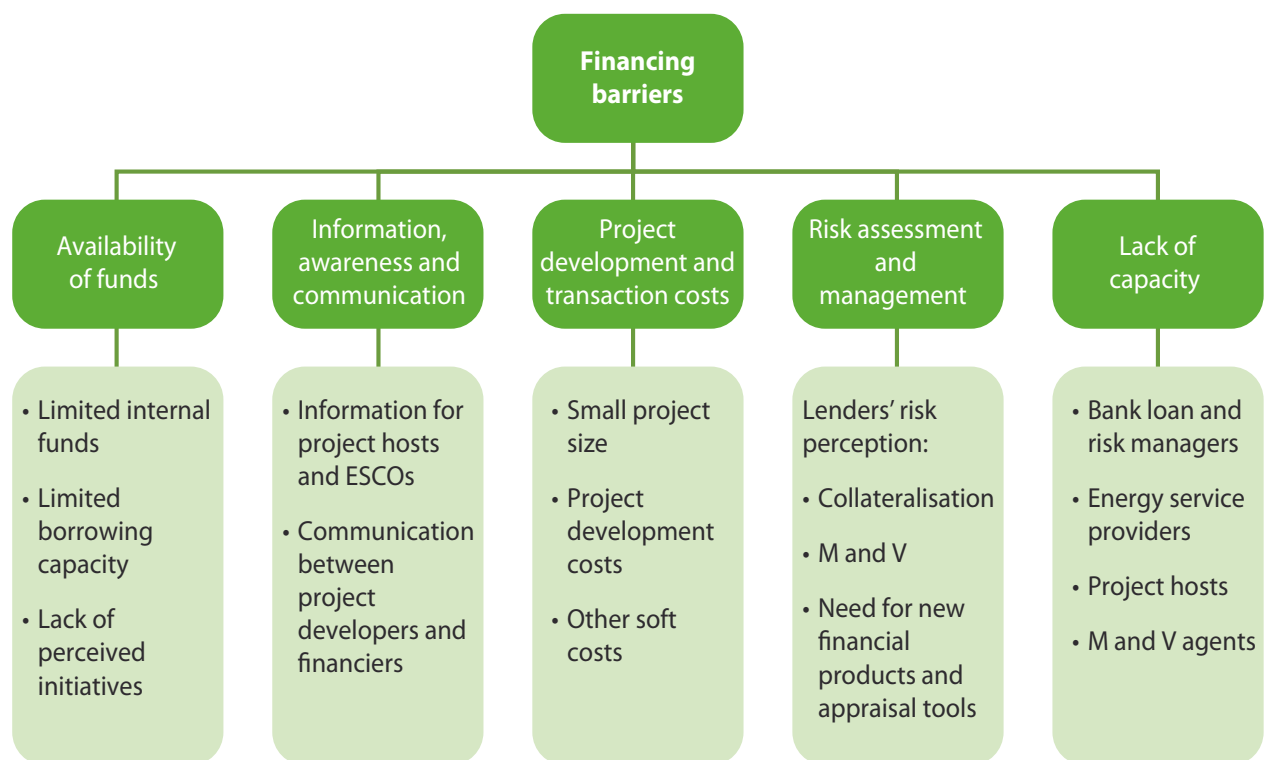 Financing
barriers
Availability
of funds
Information,
awareness and
communication
Project
development and
transaction costs
Risk assessment
and
management
Lack of
capacity
• Limited internal
funds
• Limited
borrowing
capacity
• Lack of
perceived
initiatives
• Information for
project hosts
and ESCOs
• Communication
between
project
developers and
financiers
• Small project
size
• Project
development
costs
• Other soft
costs
Lenders’ risk
perception:
• Collateralisation
• M and V
• Need for new
financial
products and
appraisal tools
• Bank loan and
risk managers
• Energy service
providers
• Project hosts
• M and V agents